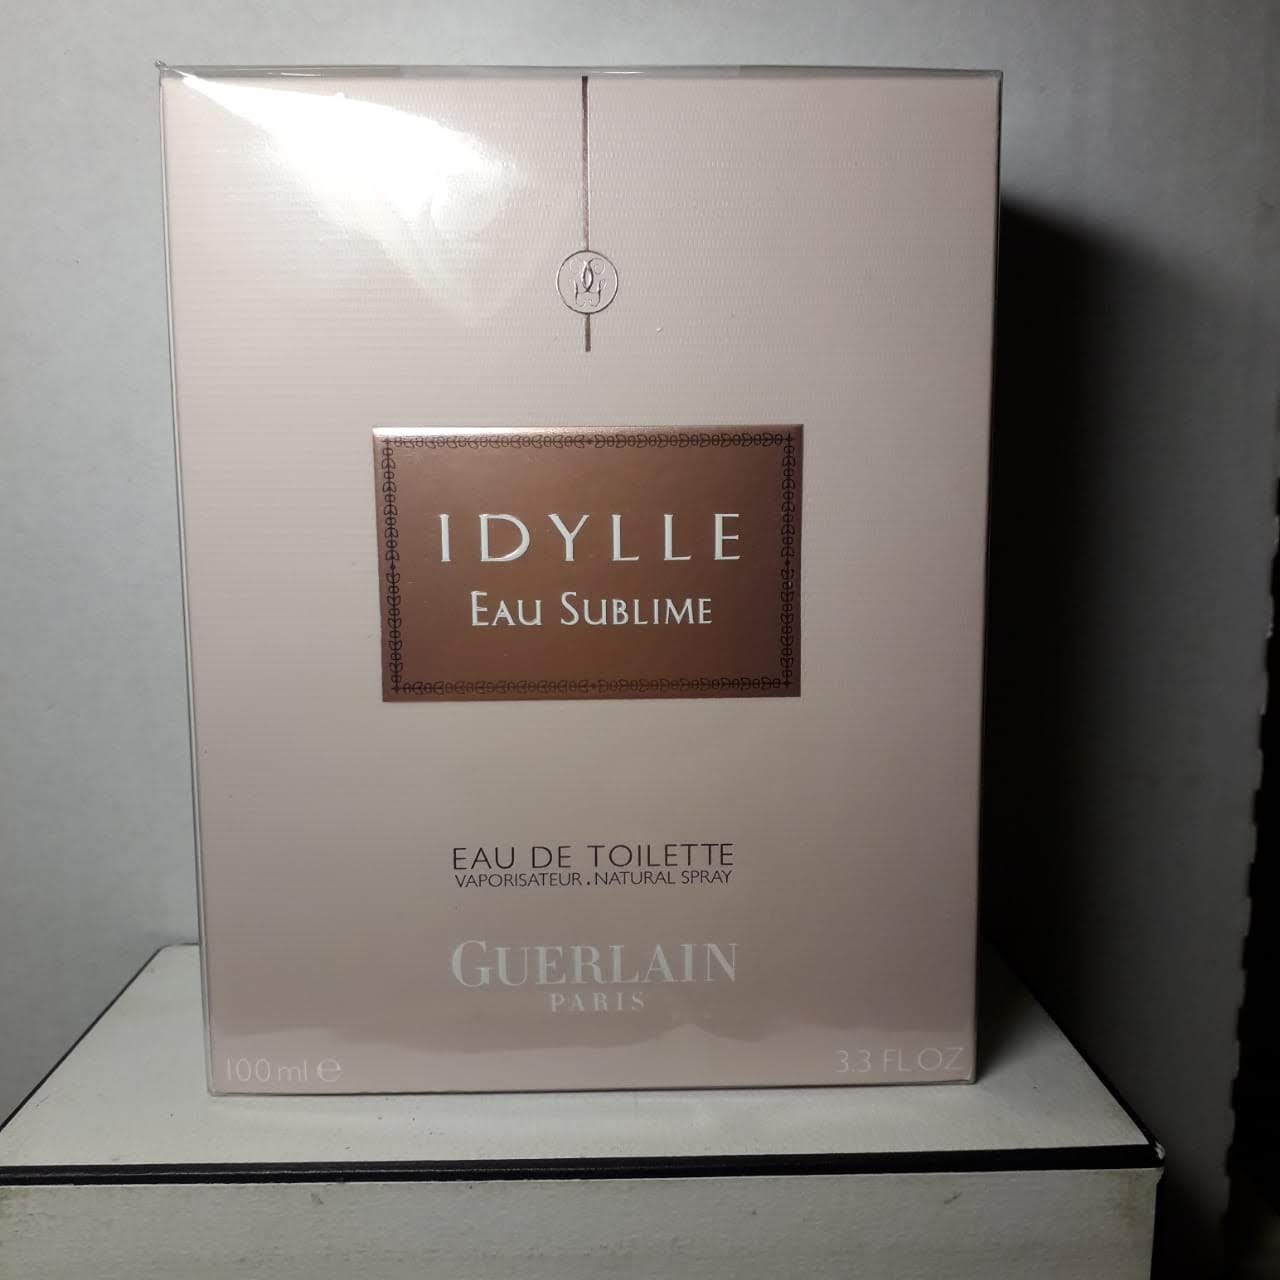 IDYLLE
EAU SUBLIME
EAU DE TOILETTE
VAPORISATEUR . NATURAL SPRAY
GUERLAIN
PARIS
100 ml ℮
3.3 FL OZ